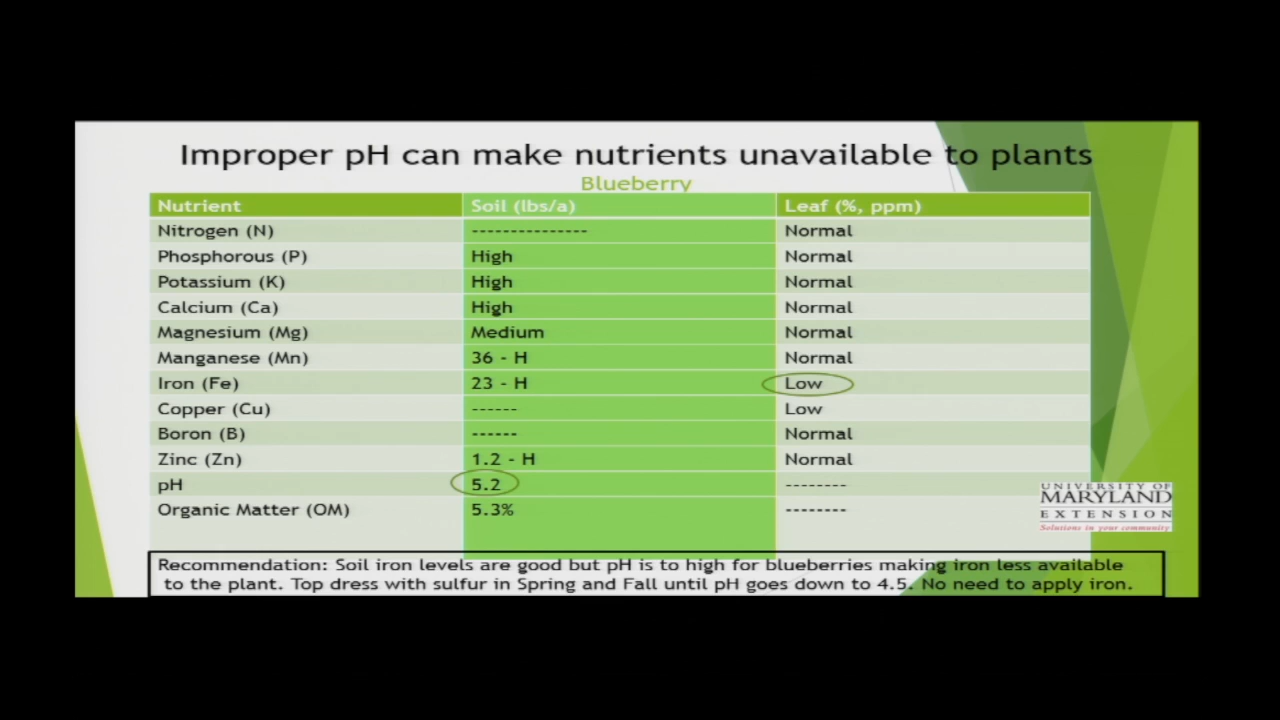 Improper pH can make nutrients unavailable to plants
Blueberry
Nutrient Soil (lbs/a) Leaf (%, ppm)
Nitrogen (N) --------------- Normal
Phosphorous (P) High Normal
Potassium (K) High Normal
Calcium (Ca) High Normal
Magnesium (Mg) Medium Normal
Manganese (Mn) 36 - H Normal
Iron (Fe) 23 - H Low
Copper (Cu) ------ Low
Boron (B) ------ Normal
Zinc (Zn) 1.2 - H Normal
pH 5.2 --------
Organic Matter (OM) 5.3% --------
UNIVERSITY OF
MARYLAND
EXTENSION
Solutions in your community
Recommendation: Soil iron levels are good but pH is to high for blueberries making iron less available
to the plant. Top dress with sulfur in Spring and Fall until pH goes down to 4.5. No need to apply iron.